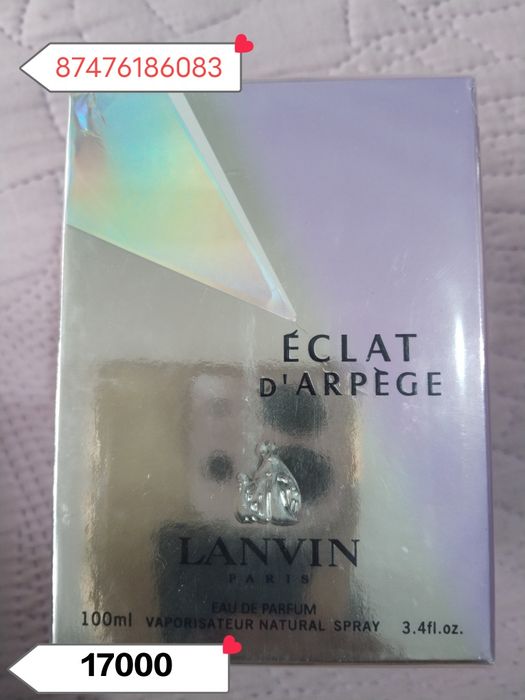 87476186083
ÉCLAT
D'ARPÈGE
LANVIN
PARIS
EAU DE PARFUM
100ml VAPORISATEUR NATURAL SPRAY 3.4fl.oz.
17000